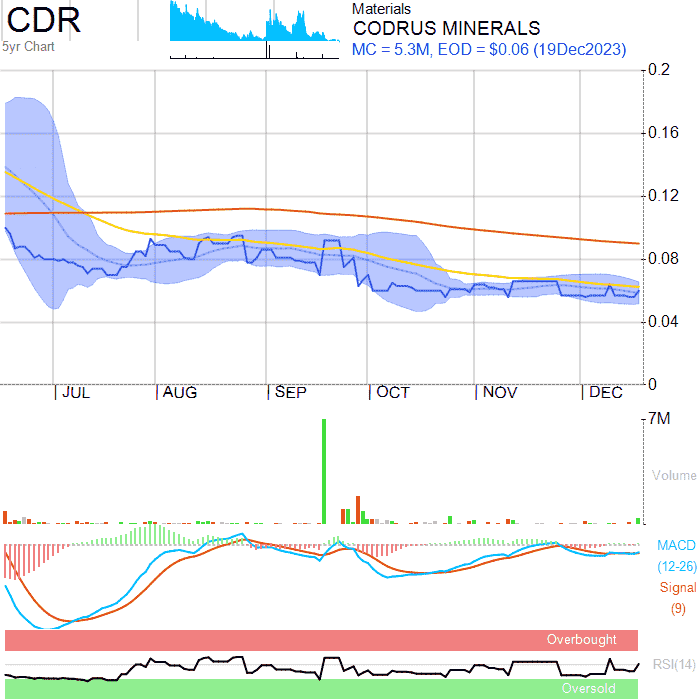 CDR
5yr Chart
Materials
CODRUS MINERALS
MC = 5.3M, EOD = $0.06 (19Dec2023)
0.2
0.16
0.12
0.08
0.04
0
JUL AUG SEP OCT NOV DEC
7M
Volume
MACD
(12-26)
Signal
(9)
Overbought
RSI(14)
Oversold